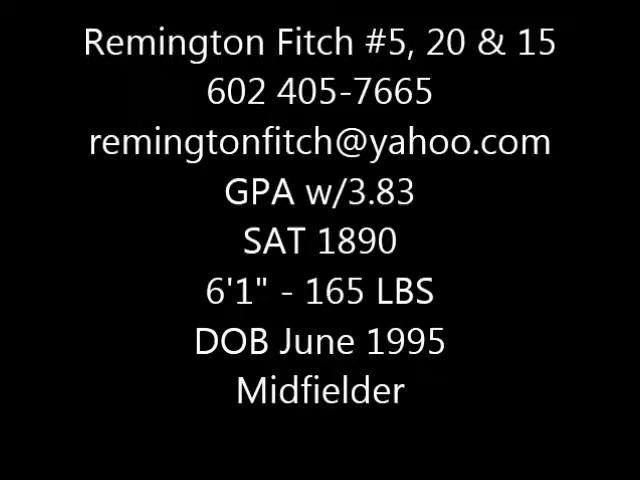 Remington Fitch #5, 20 & 15
602 405-7665
remingtonfitch@yahoo.com
GPA w/3.83
SAT 1890
6'1" - 165 LBS
DOB June 1995
Midfielder